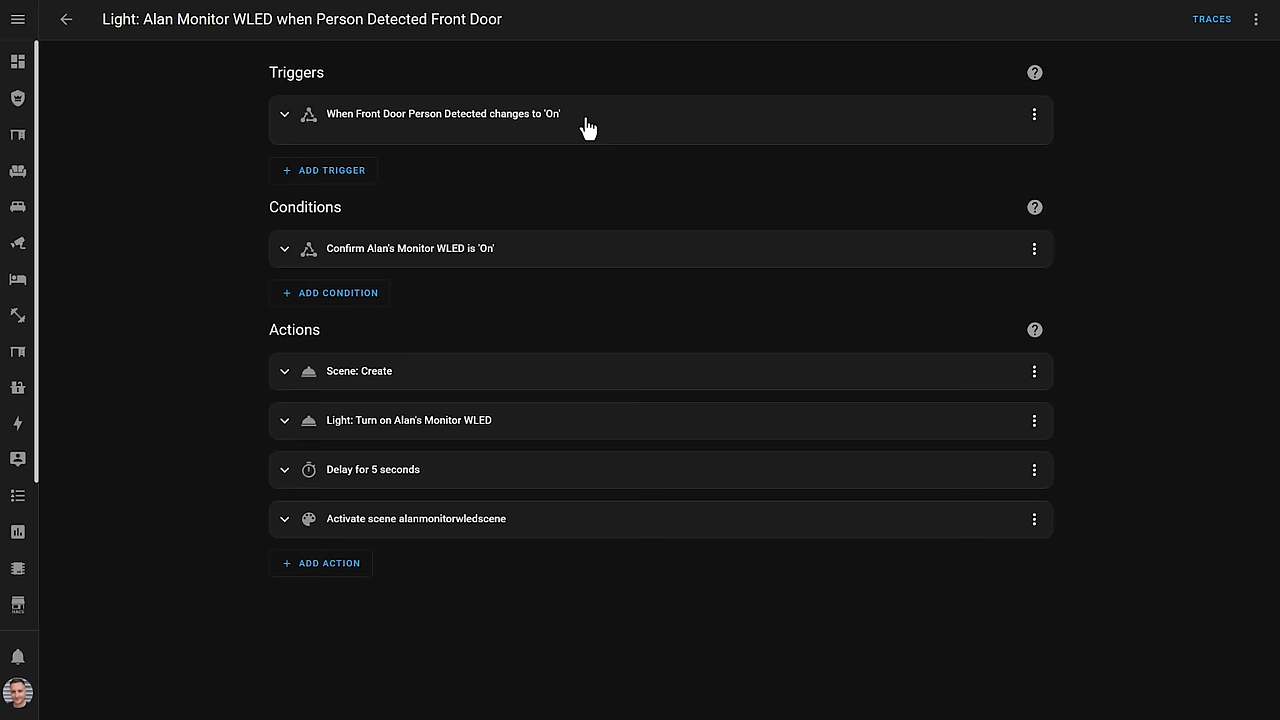 Light: Alan Monitor WLED when Person Detected Front Door
TRACES
Triggers
When Front Door Person Detected changes to 'On'
+ ADD TRIGGER
Conditions
Confirm Alan's Monitor WLED is 'On'
+ ADD CONDITION
Actions
Scene: Create
Light: Turn on Alan's Monitor WLED
Delay for 5 seconds
Activate scene alanmonitorwledscene
+ ADD ACTION
HACS